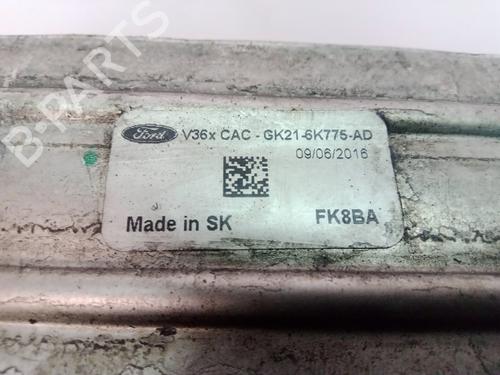 B-PARTS
Ford V36x CAC - GK21-6K775-AD
09/06/2016
Made in SK FK8BA